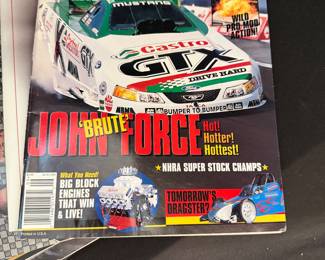 MUSTANG
WILD
PRO MOD
ACTION!
Castrol
GTX
DRIVE HARD
BUMPER TO BUMPER
"BRUTE"
JOHN FORCE
Hot!
Hotter!
Hottest!
★NHRA SUPER STOCK CHAMPS★
What You Need!
BIG BLOCK
ENGINES
THAT WIN
& LIVE!
TOMORROW'S
DRAGSTER?
Printed in U.S.A.